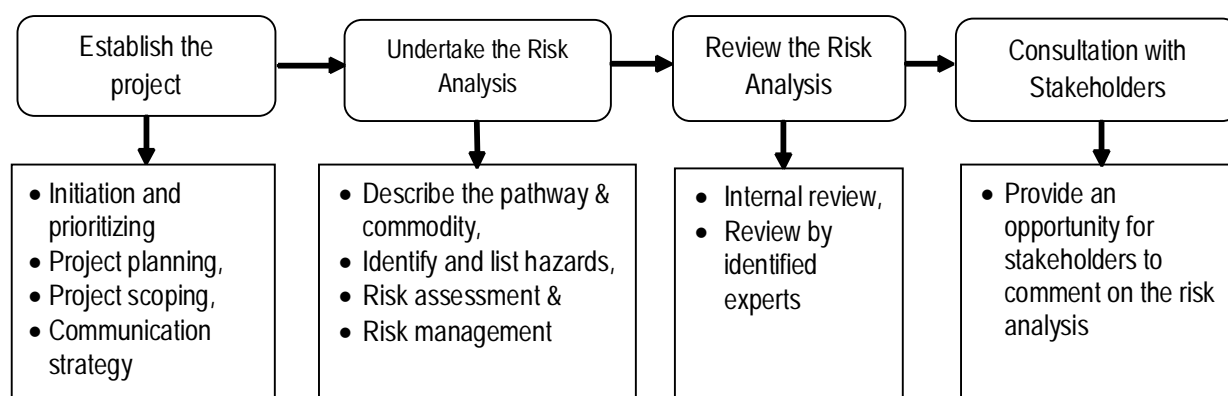 Establish the
project
Undertake the Risk
Analysis
Review the Risk
Analysis
Consultation with
Stakeholders
• Initiation and
prioritizing
• Project planning,
• Project scoping,
• Communication
strategy
• Describe the pathway &
commodity,
• Identify and list hazards,
• Risk assessment &
• Risk management
• Internal review,
• Review by
identified
experts
• Provide an
opportunity for
stakeholders to
comment on the risk
analysis